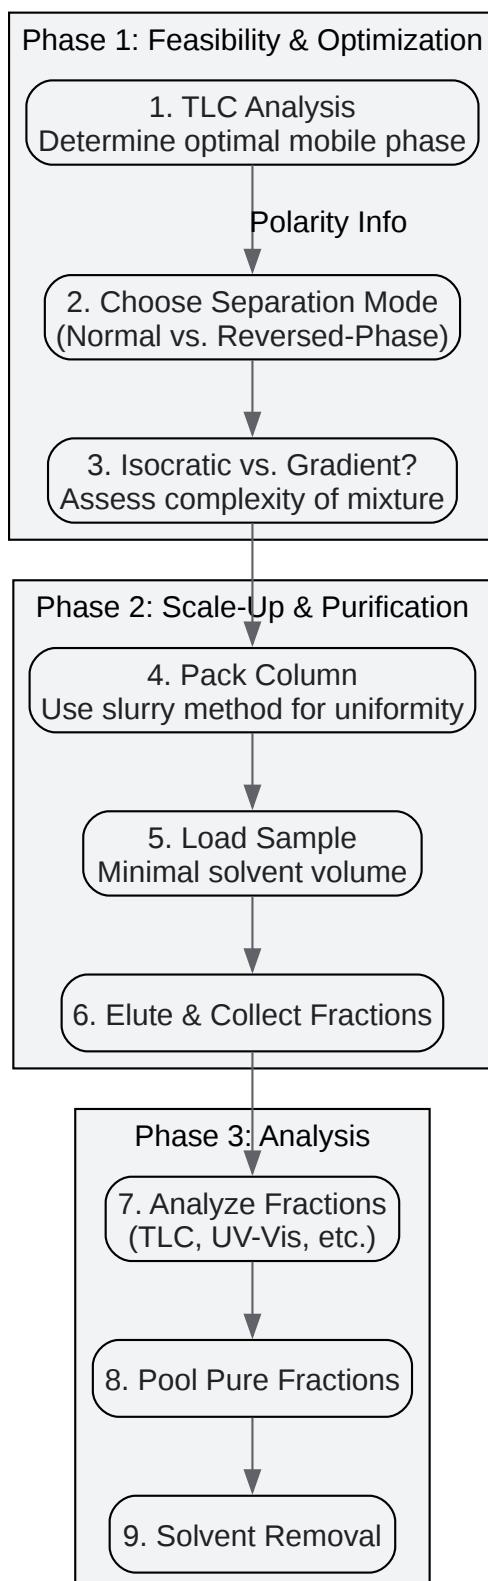 Phase 1: Feasibility & Optimization
1. TLC Analysis
Determine optimal mobile phase
Polarity Info
2. Choose Separation Mode
(Normal vs. Reversed-Phase)
3. Isocratic vs. Gradient?
Assess complexity of mixture
Phase 2: Scale-Up & Purification
4. Pack Column
Use slurry method for uniformity
5. Load Sample
Minimal solvent volume
6. Elute & Collect Fractions
Phase 3: Analysis
7. Analyze Fractions
(TLC, UV-Vis, etc.)
8. Pool Pure Fractions
9. Solvent Removal